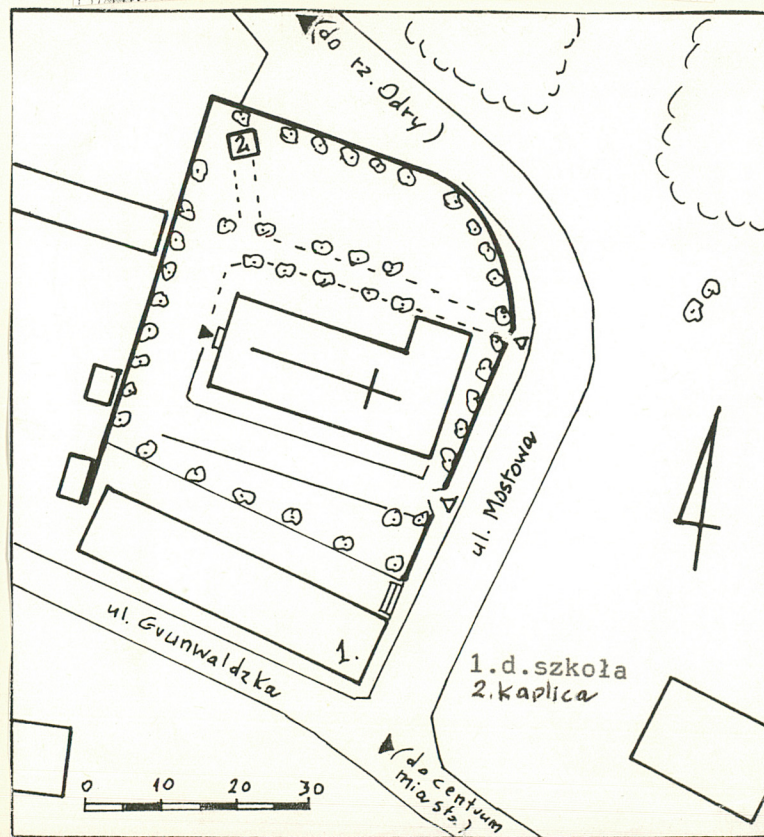 (do rz. Odry)
2.
ul. Mostowa
1.
ul. Grunwaldzka
1.d.szkoła
2.Kaplica
0 10 20 30
(do centrum
miasta)